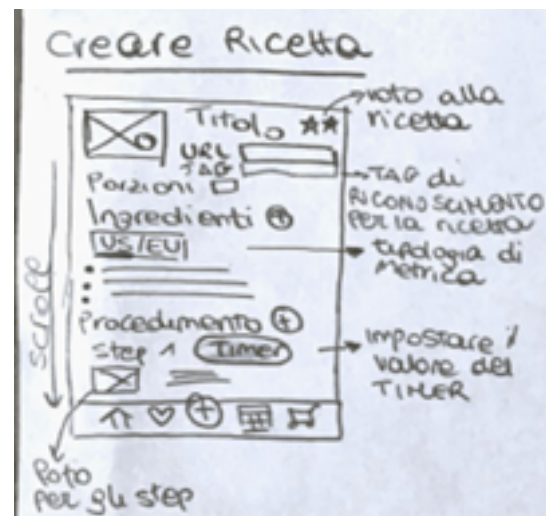 Creare Ricetta
Titolo
voto alla
ricetta
URL
TAG
TAG di
RICONOSCIMENTO
PER la ricetta
Porzioni
Ingredienti +
US/EU
tipologia di
Metrica
Procedimento +
Step 1 Timer
impostare il
valore del
TIMER
scroll
Foto
per gli step